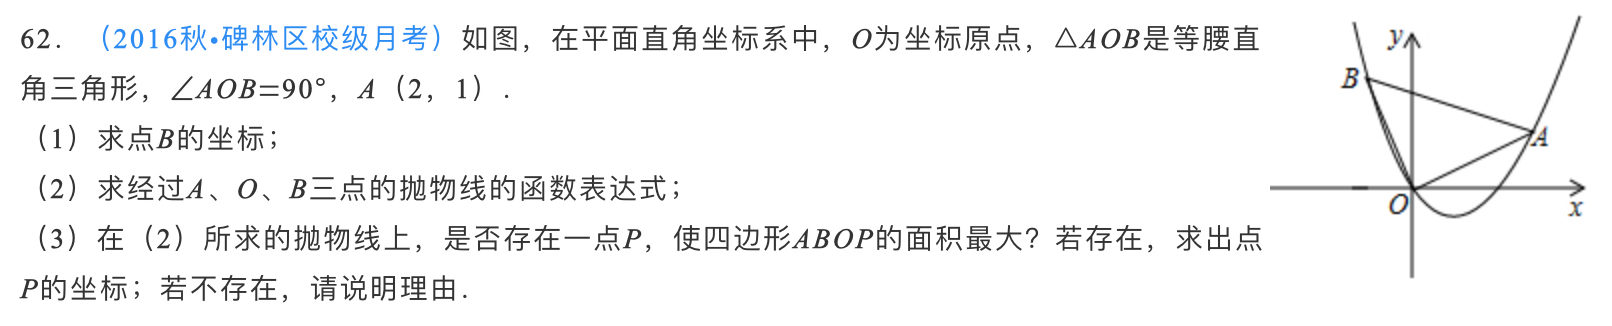 62. （2016秋•碑林区校级月考）如图，在平面直角坐标系中，O为坐标原点，△AOB是等腰直
角三角形，∠AOB=90°，A（2，1）.
（1）求点B的坐标；
（2）求经过A、O、B三点的抛物线的函数表达式；
（3）在（2）所求的抛物线上，是否存在一点P，使四边形ABOP的面积最大？若存在，求出点
P的坐标；若不存在，请说明理由.
y
B
A
O
x